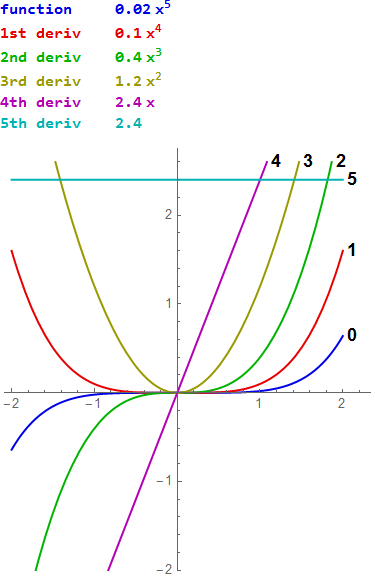 function 0.02 x⁵
1st deriv 0.1 x⁴
2nd deriv 0.4 x³
3rd deriv 1.2 x²
4th deriv 2.4 x
5th deriv 2.4
4 3 2
5
2
1
1
0
−2 −1 1 2
−1
−2